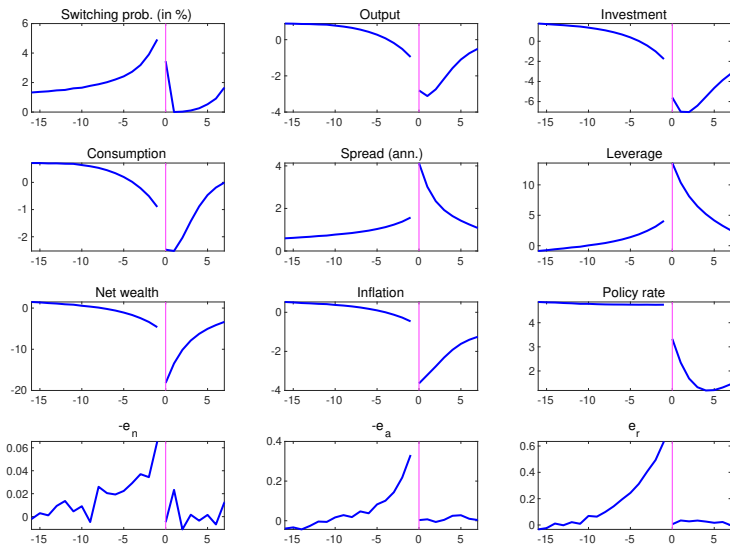 Switching prob. (in %)
Output
Investment
6
4
2
0
0
-2
-4
0
-2
-4
-6
-15 -10 -5 0 5
-15 -10 -5 0 5
-15 -10 -5 0 5
Consumption
Spread (ann.)
Leverage
0
-1
-2
4
2
0
10
5
0
-15 -10 -5 0 5
-15 -10 -5 0 5
-15 -10 -5 0 5
Net wealth
Inflation
Policy rate
0
-10
-20
0
-2
-4
4
3
2
-15 -10 -5 0 5
-15 -10 -5 0 5
-15 -10 -5 0 5
-e_n
-e_a
e_r
0.06
0.04
0.02
0
0.4
0.2
0
0.6
0.4
0.2
0
-15 -10 -5 0 5
-15 -10 -5 0 5
-15 -10 -5 0 5